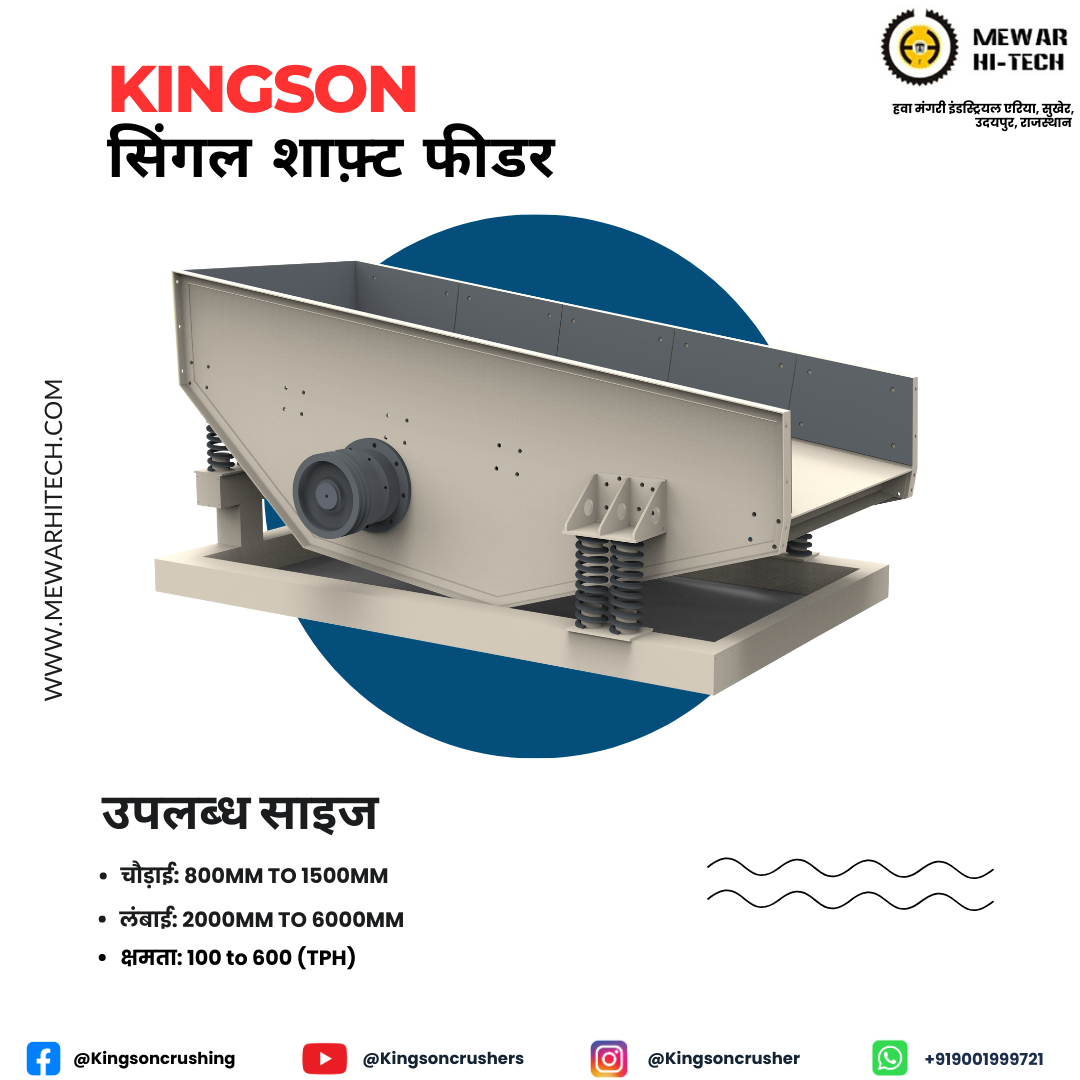 MEWAR
HI-TECH
हवा मंगरी इंडस्ट्रियल एरिया, सुखेर,
उदयपुर, राजस्थान
KINGSON
सिंगल शाफ़्ट फीडर
WWW.MEWARHITECH.COM
उपलब्ध साइज
• चौड़ाई: 800MM TO 1500MM
• लंबाई: 2000MM TO 6000MM
• क्षमता: 100 to 600 (TPH)
@Kingsoncrushing
@Kingsoncrushers
@Kingsoncrusher
+919001999721